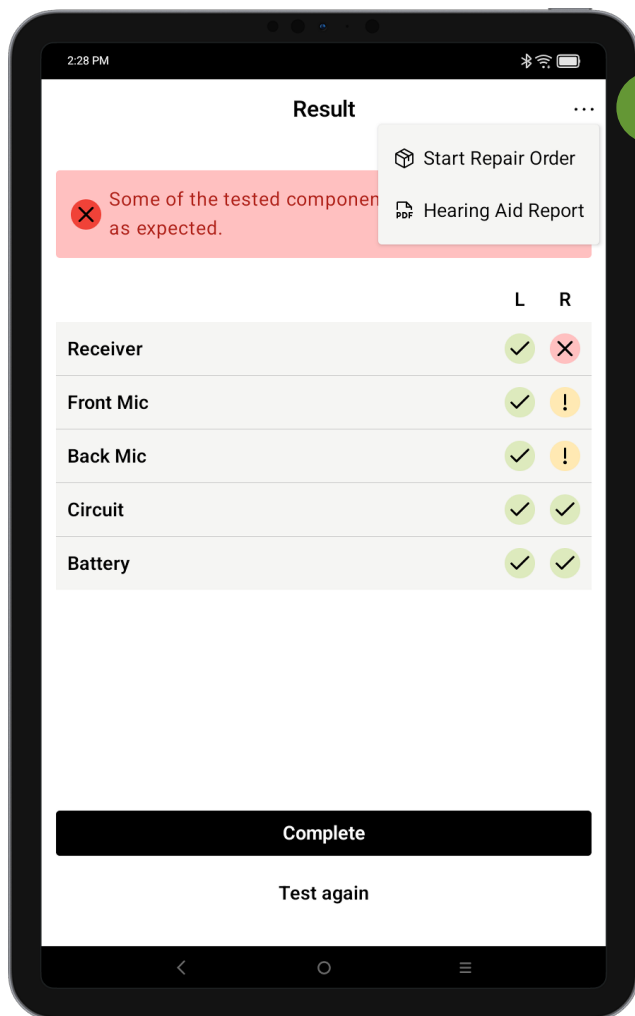 2:28 PM
Result
Start Repair Order
PDF Hearing Aid Report
Some of the tested
as expected.
L R
Receiver
Front Mic !
Back Mic !
Circuit
Battery
Complete
Test again